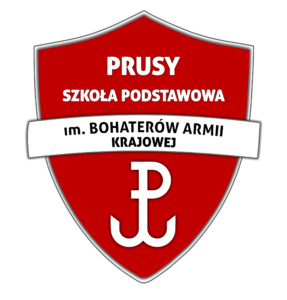 PRUSY
SZKOŁA PODSTAWOWA
im. BOHATERÓW ARMII
KRAJOWEJ